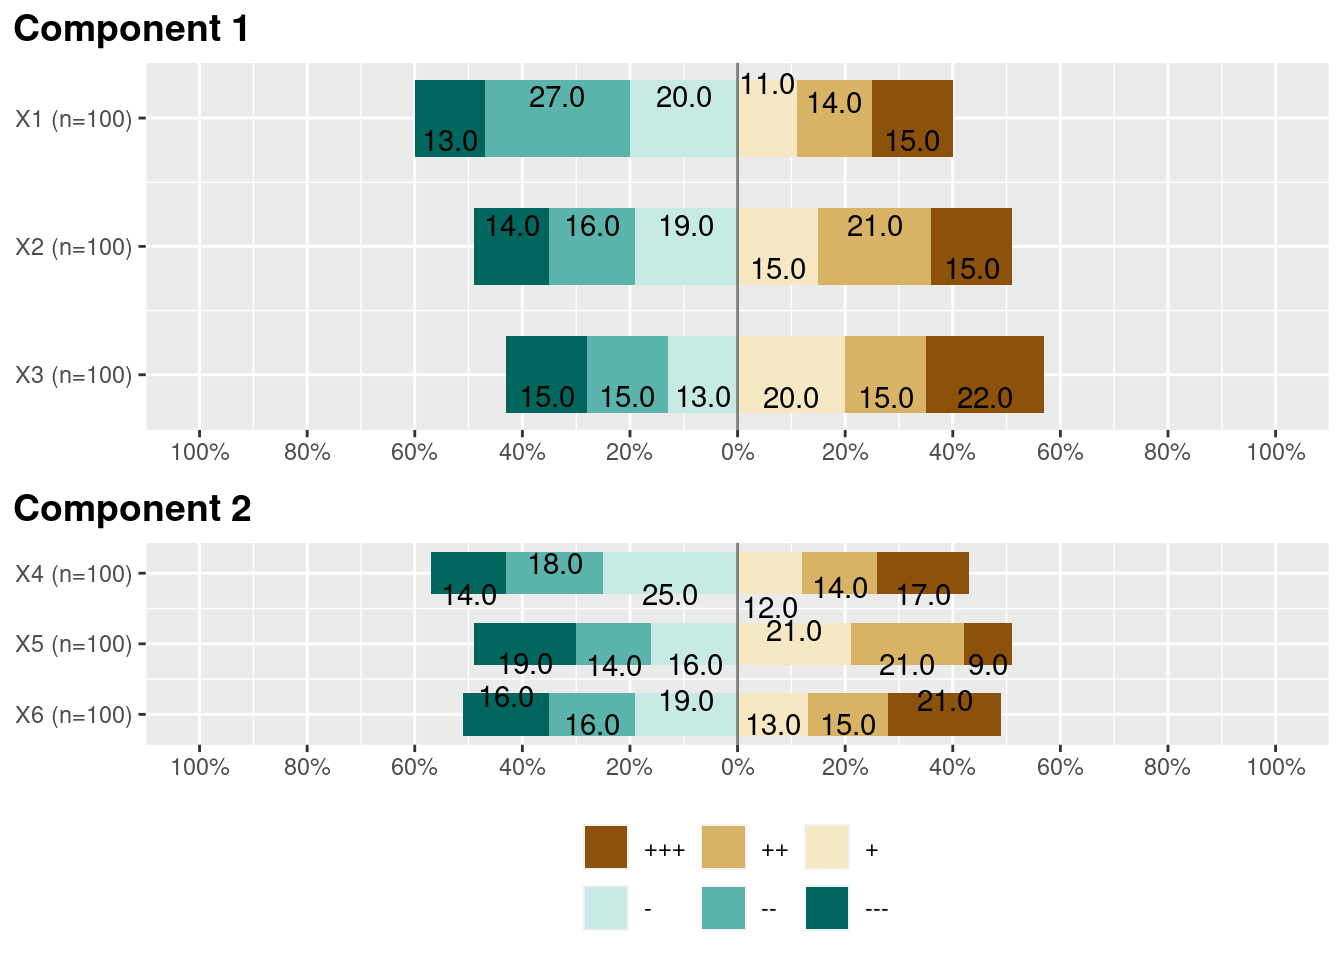 Component 1
X1 (n=100) 13.0 27.0 20.0 11.0 14.0 15.0
X2 (n=100) 14.0 16.0 19.0 15.0 21.0 15.0
X3 (n=100) 15.0 15.0 13.0 20.0 15.0 22.0
100% 80% 60% 40% 20% 0% 20% 40% 60% 80% 100%
Component 2
X4 (n=100) 14.0 18.0 25.0 12.0 14.0 17.0
X5 (n=100) 19.0 14.0 16.0 21.0 21.0 9.0
X6 (n=100) 16.0 16.0 19.0 13.0 15.0 21.0
100% 80% 60% 40% 20% 0% 20% 40% 60% 80% 100%
+++ ++ +
- -- ---